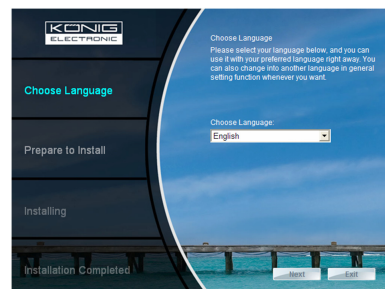 KÖNIG
ELECTRONIC
Choose Language
Prepare to Install
Installing
Installation Completed
Choose Language
Please select your language below, and you can
use it with your preferred language right away. You
can also change into another language in general
setting function whenever you want.
Choose Language:
English
Next
Exit